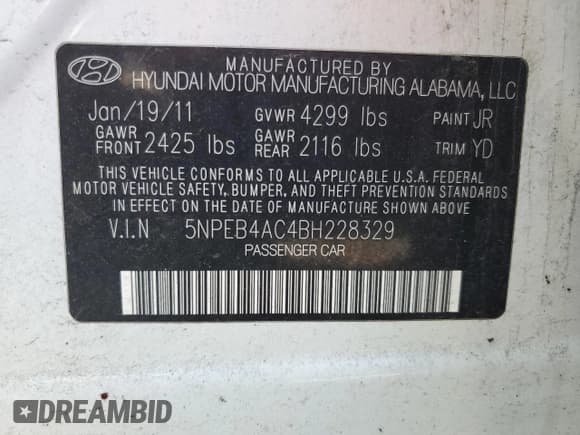 MANUFACTURED BY
HYUNDAI MOTOR MANUFACTURING ALABAMA, LLC
Jan/19/11 GVWR 4299 lbs PAINT JR
GAWR FRONT 2425 lbs GAWR REAR 2116 lbs TRIM YD
THIS VEHICLE CONFORMS TO ALL APPLICABLE U.S.A. FEDERAL
MOTOR VEHICLE SAFETY, BUMPER, AND THEFT PREVENTION STANDARDS
IN EFFECT ON THE DATE OF MANUFACTURE SHOWN ABOVE.
V.I.N 5NPEB4AC4BH228329
PASSENGER CAR
DREAMBID